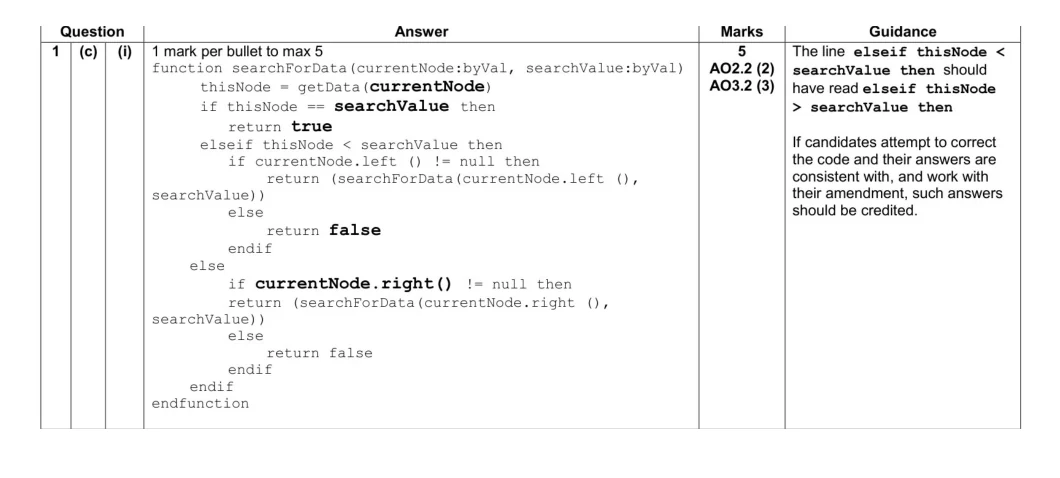 Question Answer Marks Guidance
1 (c) (i) 1 mark per bullet to max 5 5 The line elseif thisNode <
function searchForData(currentNode:byVal, searchValue:byVal) AO2.2 (2) searchValue then should
thisNode = getData(currentNode) AO3.2 (3) have read elseif thisNode
if thisNode == searchValue then > searchValue then
return true
elseif thisNode < searchValue then If candidates attempt to correct
if currentNode.left () != null then the code and their answers are
return (searchForData(currentNode.left (), consistent with, and work with
searchValue)) their amendment, such answers
else should be credited.
return false
endif
else
if currentNode.right() != null then
return (searchForData(currentNode.right (),
searchValue))
else
return false
endif
endif
endfunction